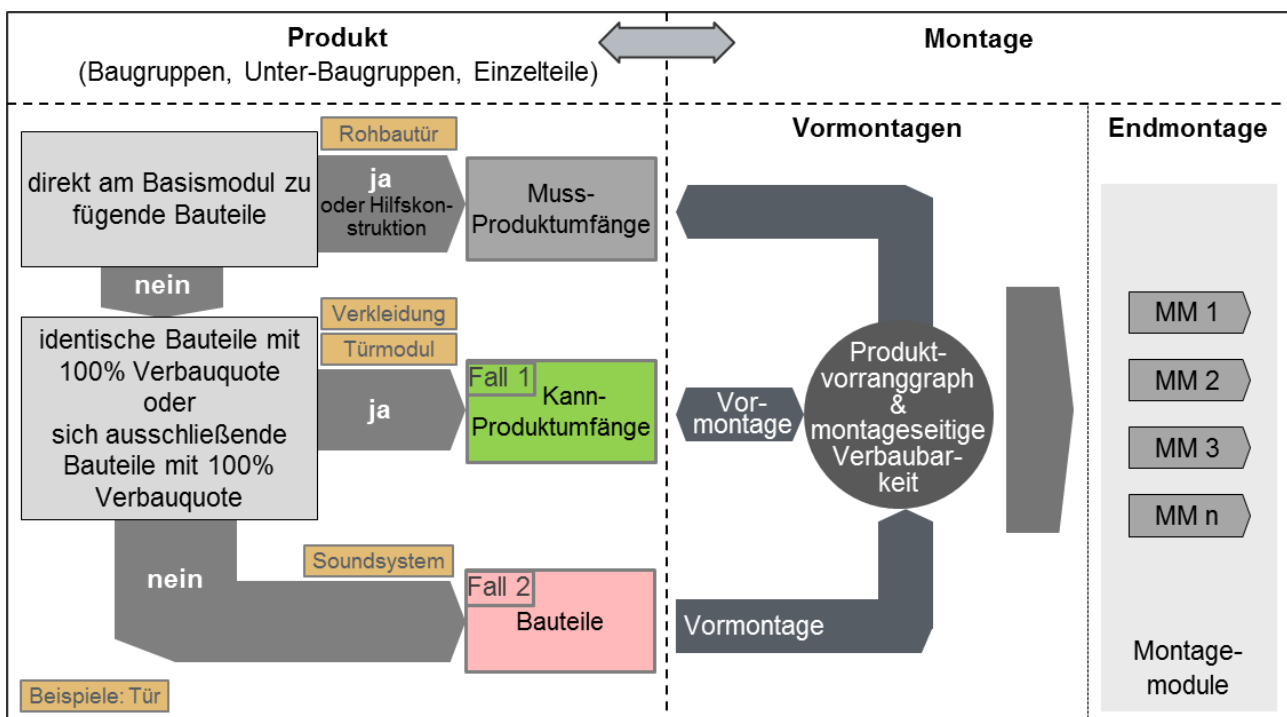 Produkt
(Baugruppen, Unter-Baugruppen, Einzelteile)
Montage
Vormontagen
Endmontage
direkt am Basismodul zu
fügende Bauteile
Rohbautür
ja
oder Hilfskon-
struktion
Muss-
Produktumfänge
nein
identische Bauteile mit
100% Verbauquote
oder
sich ausschließende
Bauteile mit 100%
Verbauquote
Verkleidung
Türmodul
ja
Fall 1
Kann-
Produktumfänge
Vor-
montage
Produkt-
vorranggraph
&
montageseitige
Verbaubar-
keit
MM 1
MM 2
MM 3
MM n
nein
Soundsystem
Fall 2
Bauteile
Vormontage
Montage-
module
Beispiele: Tür